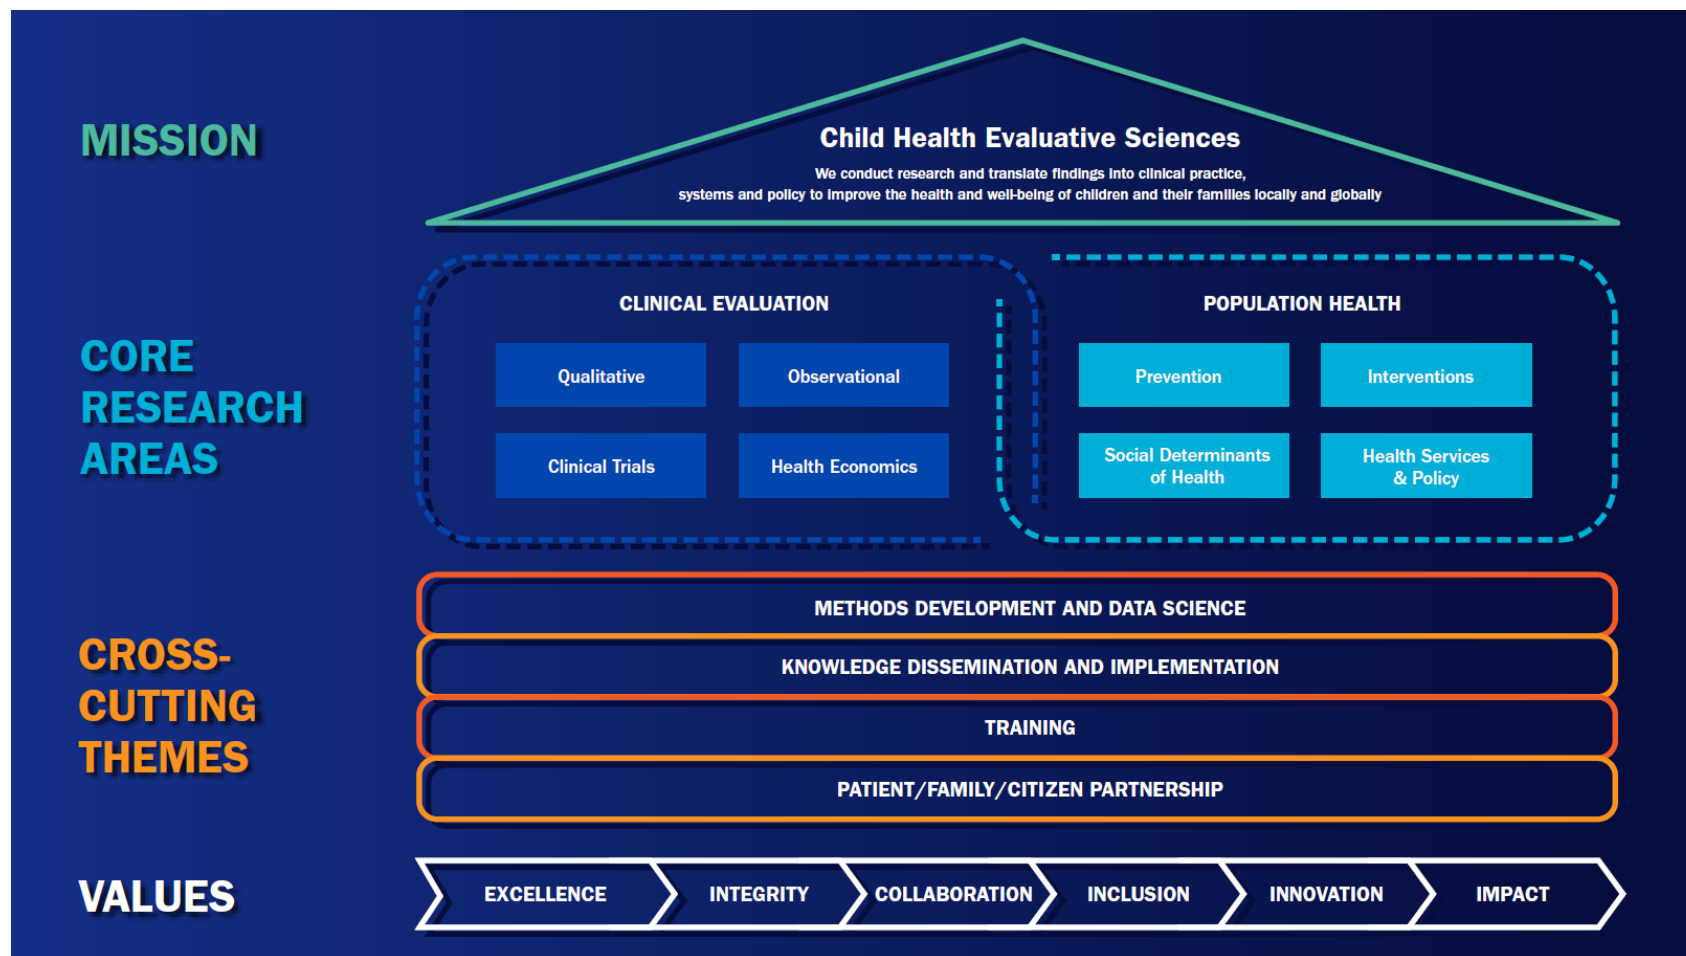 MISSION
Child Health Evaluative Sciences
We conduct research and translate findings into clinical practice,
systems and policy to improve the health and well-being of children and their families locally and globally
CORE
RESEARCH
AREAS
CLINICAL EVALUATION
Qualitative
Observational
Clinical Trials
Health Economics
POPULATION HEALTH
Prevention
Interventions
Social Determinants
of Health
Health Services
& Policy
CROSS-
CUTTING
THEMES
METHODS DEVELOPMENT AND DATA SCIENCE
KNOWLEDGE DISSEMINATION AND IMPLEMENTATION
TRAINING
PATIENT/FAMILY/CITIZEN PARTNERSHIP
VALUES
EXCELLENCE
INTEGRITY
COLLABORATION
INCLUSION
INNOVATION
IMPACT